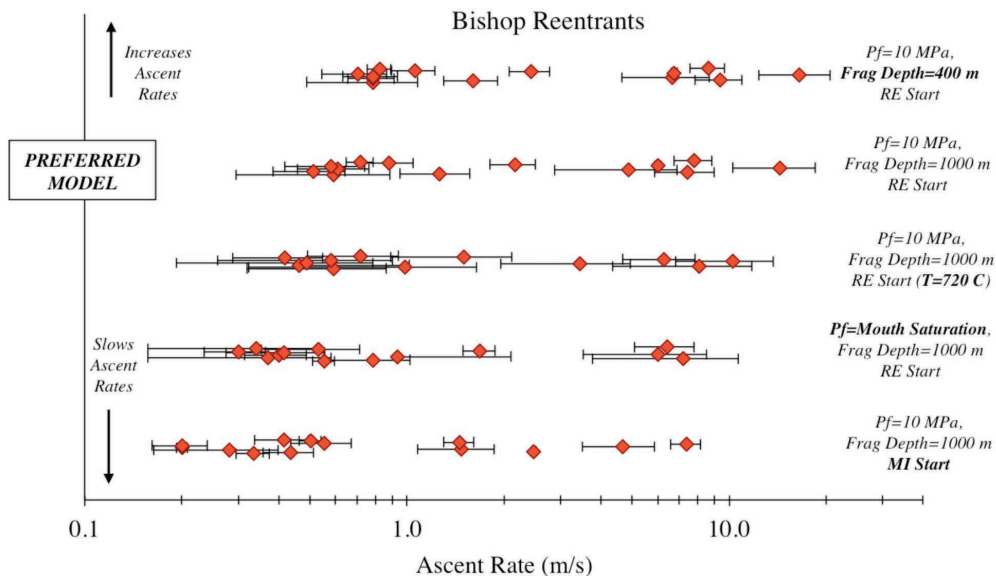 Bishop Reentrants
Increases
Ascent
Rates
Pf=10 MPa,
Frag Depth=400 m
RE Start
PREFERRED
MODEL
Pf=10 MPa,
Frag Depth=1000 m
RE Start
Pf=10 MPa,
Frag Depth=1000 m
RE Start (T=720 C)
Slows
Ascent
Rates
Pf=Mouth Saturation,
Frag Depth=1000 m
RE Start
Pf=10 MPa,
Frag Depth=1000 m
MI Start
0.1 1.0 10.0
Ascent Rate (m/s)